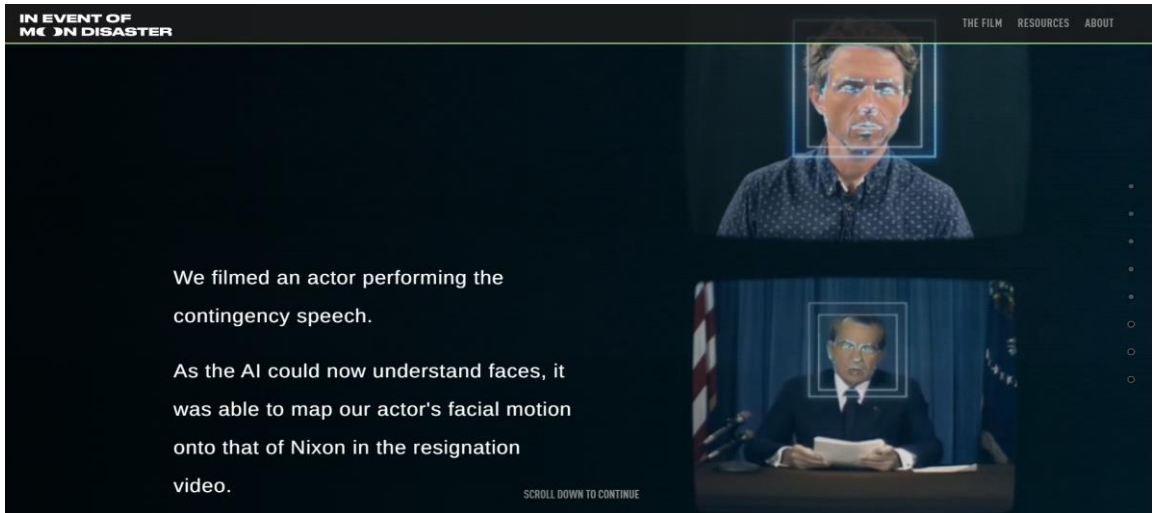 IN EVENT OF
MOON DISASTER
THE FILM RESOURCES ABOUT
We filmed an actor performing the
contingency speech.
As the AI could now understand faces, it
was able to map our actor's facial motion
onto that of Nixon in the resignation
video.
SCROLL DOWN TO CONTINUE